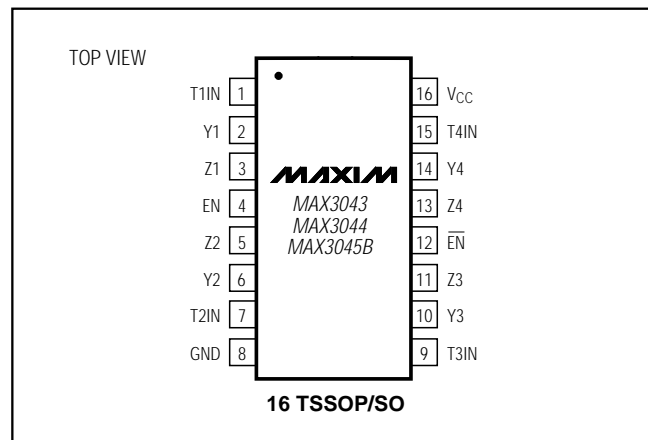 TOP VIEW
T1IN 1 16 VCC
Y1 2 15 T4IN
Z1 3 14 Y4
MAXIM
EN 4 MAX3043 13 Z4
MAX3044
Z2 5 MAX3045B 12 E̅N̅
Y2 6 11 Z3
T2IN 7 10 Y3
GND 8 9 T3IN
16 TSSOP/SO